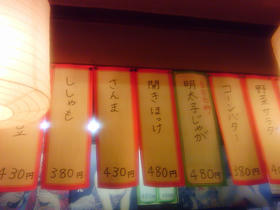 野菜サラダ
コーンバター
380円
明太子じゃが
480円
開きほっけ
480円
さんま
430円
ししゃも
380円
豆
430円